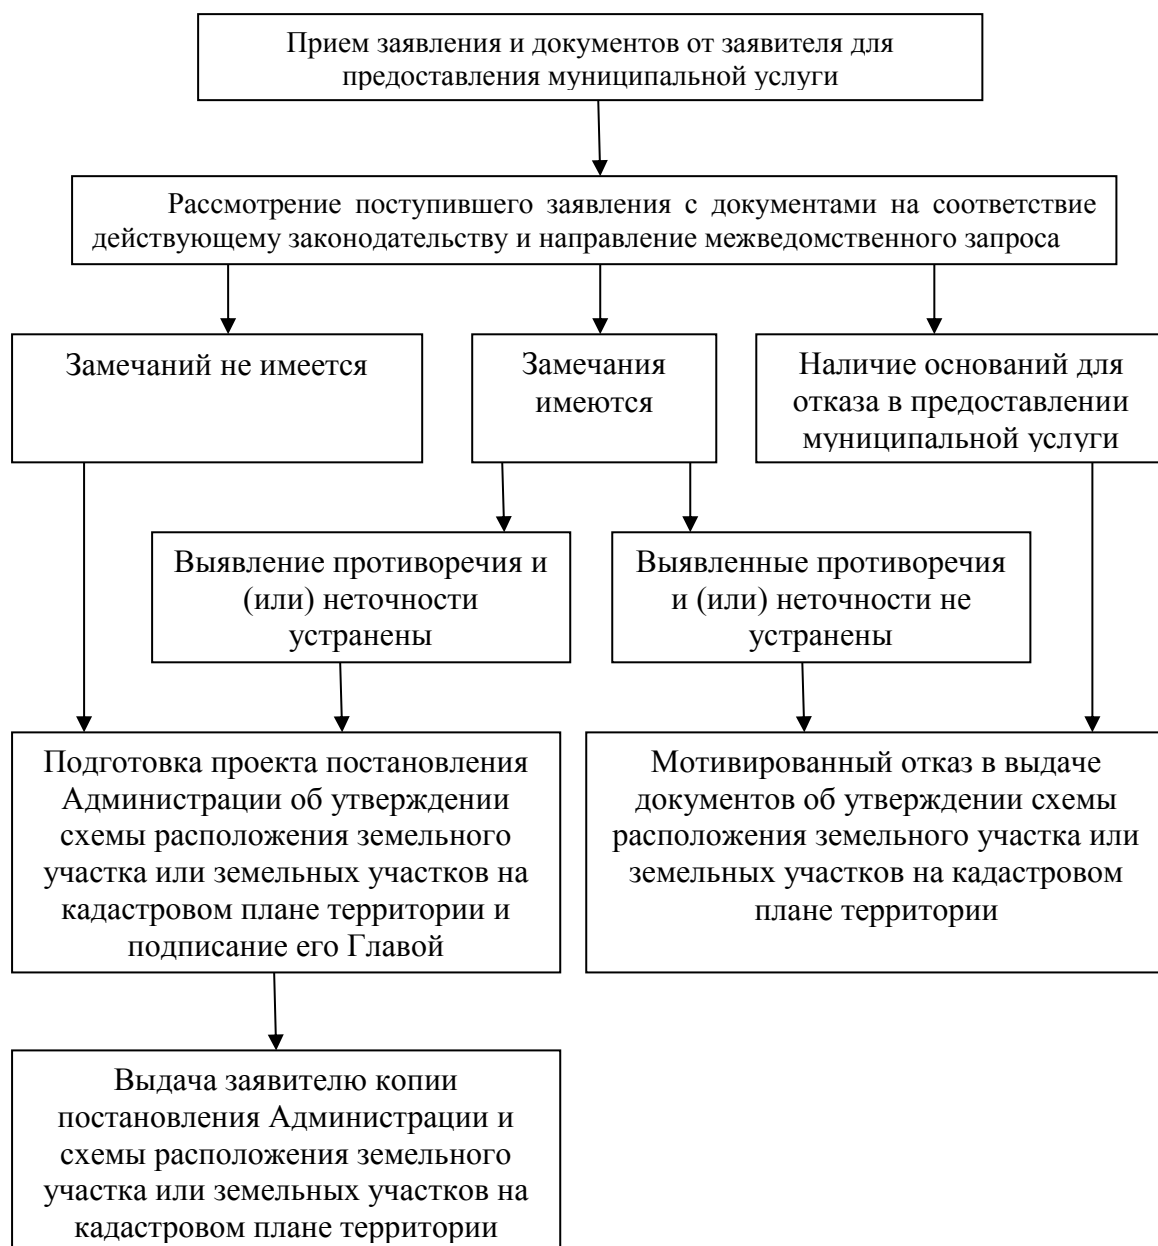 Прием заявления и документов от заявителя для
предоставления муниципальной услуги
Рассмотрение поступившего заявления с документами на соответствие
действующему законодательству и направление межведомственного запроса
Замечаний не имеется
Замечания
имеются
Наличие оснований для
отказа в предоставлении
муниципальной услуги
Выявление противоречия и
(или) неточности
устранены
Выявленные противоречия
и (или) неточности не
устранены
Подготовка проекта постановления
Администрации об утверждении
схемы расположения земельного
участка или земельных участков на
кадастровом плане территории и
подписание его Главой
Мотивированный отказ в выдаче
документов об утверждении схемы
расположения земельного участка или
земельных участков на кадастровом
плане территории
Выдача заявителю копии
постановления Администрации и
схемы расположения земельного
участка или земельных участков на
кадастровом плане территории